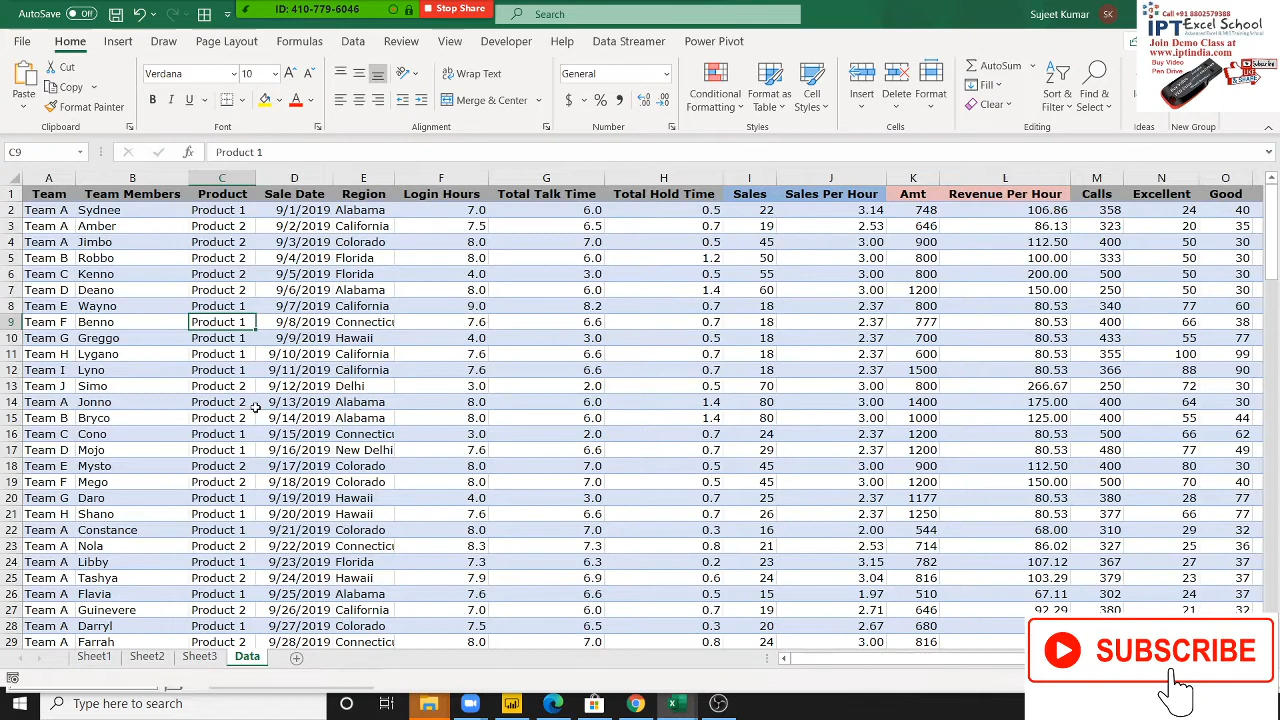 ID: 410-779-6046 Stop Share Search Sujeet Kumar SK
Call +91 8802579388
IPT Excel School
Advanced Excel & MIS Training School
Join Demo Class at
www.iptindia.com
Buy Video
Pen Drive
File Home Insert Draw Page Layout Formulas Data Review View Developer Help Data Streamer Power Pivot
Paste Cut Copy Format Painter Clipboard
Verdana 10 B I U A Font
Wrap Text Merge & Center Alignment
General $ % , Number
Conditional Formatting Format as Table Cell Styles Styles
Insert Delete Format Cells
AutoSum Fill Clear Sort & Filter Find & Select Editing
Ideas New Group
C9 fx Product 1
A B C D E F G H I J K L M N O
1 Team Team Members Product Sale Date Region Login Hours Total Talk Time Total Hold Time Sales Sales Per Hour Amt Revenue Per Hour Calls Excellent Good
2 Team A Sydnee Product 1 9/1/2019 Alabama 7.0 6.0 0.5 22 3.14 748 106.86 358 24 40
3 Team A Amber Product 2 9/2/2019 California 7.5 6.5 0.7 19 2.53 646 86.13 323 20 35
4 Team A Jimbo Product 2 9/3/2019 Colorado 8.0 7.0 0.5 45 3.00 900 112.50 400 50 30
5 Team B Robbo Product 2 9/4/2019 Florida 8.0 6.0 1.2 50 3.00 800 100.00 333 50 30
6 Team C Kenno Product 2 9/5/2019 Florida 4.0 3.0 0.5 55 3.00 800 200.00 500 50 30
7 Team D Deano Product 2 9/6/2019 Alabama 8.0 6.0 1.4 60 3.00 1200 150.00 250 50 30
8 Team E Wayno Product 1 9/7/2019 California 9.0 8.2 0.7 18 2.37 800 80.53 340 77 60
9 Team F Benno Product 1 9/8/2019 Connecticu 7.6 6.6 0.7 18 2.37 777 80.53 400 66 38
10 Team G Greggo Product 1 9/9/2019 Hawaii 4.0 3.0 0.7 18 2.37 700 80.53 433 55 77
11 Team H Lygano Product 1 9/10/2019 California 7.6 6.6 0.7 18 2.37 600 80.53 355 100 99
12 Team I Lyno Product 1 9/11/2019 California 7.6 6.6 0.7 18 2.37 1500 80.53 366 88 90
13 Team J Simo Product 2 9/12/2019 Delhi 3.0 2.0 0.5 70 3.00 800 266.67 250 72 30
14 Team A Jonno Product 2 9/13/2019 Alabama 8.0 6.0 1.4 80 3.00 1400 175.00 400 64 30
15 Team B Bryco Product 2 9/14/2019 Alabama 8.0 6.0 1.4 80 3.00 1000 125.00 400 55 44
16 Team C Cono Product 1 9/15/2019 Connecticu 3.0 2.0 0.7 24 2.37 1200 80.53 500 66 62
17 Team D Mojo Product 1 9/16/2019 New Delhi 7.6 6.6 0.7 29 2.37 1200 80.53 480 77 49
18 Team E Mysto Product 2 9/17/2019 Colorado 8.0 7.0 0.5 45 3.00 900 112.50 400 80 30
19 Team F Mego Product 2 9/18/2019 Colorado 8.0 6.0 0.5 45 3.00 1200 150.00 500 70 40
20 Team G Daro Product 1 9/19/2019 Hawaii 4.0 3.0 0.7 25 2.37 1177 80.53 380 28 77
21 Team H Shano Product 1 9/20/2019 Hawaii 7.6 6.6 0.7 26 2.37 1250 80.53 377 66 77
22 Team A Constance Product 1 9/21/2019 Colorado 8.0 7.0 0.3 16 2.00 544 68.00 310 29 32
23 Team A Nola Product 2 9/22/2019 Connecticu 8.3 7.3 0.8 21 2.53 714 86.02 327 25 36
24 Team A Libby Product 1 9/23/2019 Florida 7.3 6.3 0.2 23 3.15 782 107.12 367 27 37
25 Team A Tashya Product 2 9/24/2019 Hawaii 7.9 6.9 0.6 24 3.04 816 103.29 379 23 37
26 Team A Flavia Product 1 9/25/2019 Hawaii 7.6 6.6 0.5 15 1.97 510 67.11 302 24 37
27 Team A Guinevere Product 2 9/26/2019 California 7.0 6.0 0.7 19 2.71 646 92.29 380 21 32
28 Team A Darryl Product 1 9/27/2019 Colorado 7.5 6.5 0.3 20 2.67 680
29 Team A Farrah Product 2 9/28/2019 Connecticu 8.0 7.0 0.8 24 3.00 816
SUBSCRIBE
Sheet1 Sheet2 Sheet3 Data
Type here to search